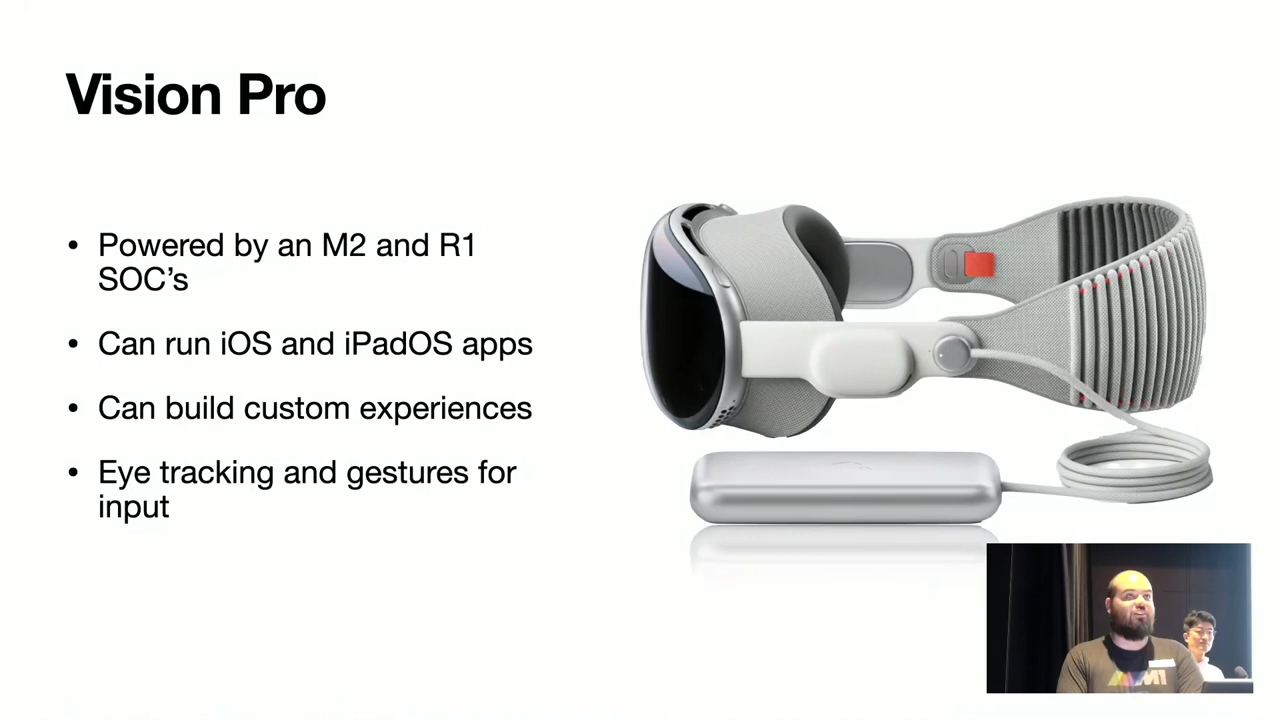 Vision Pro
• Powered by an M2 and R1
SOC’s
• Can run iOS and iPadOS apps
• Can build custom experiences
• Eye tracking and gestures for
input